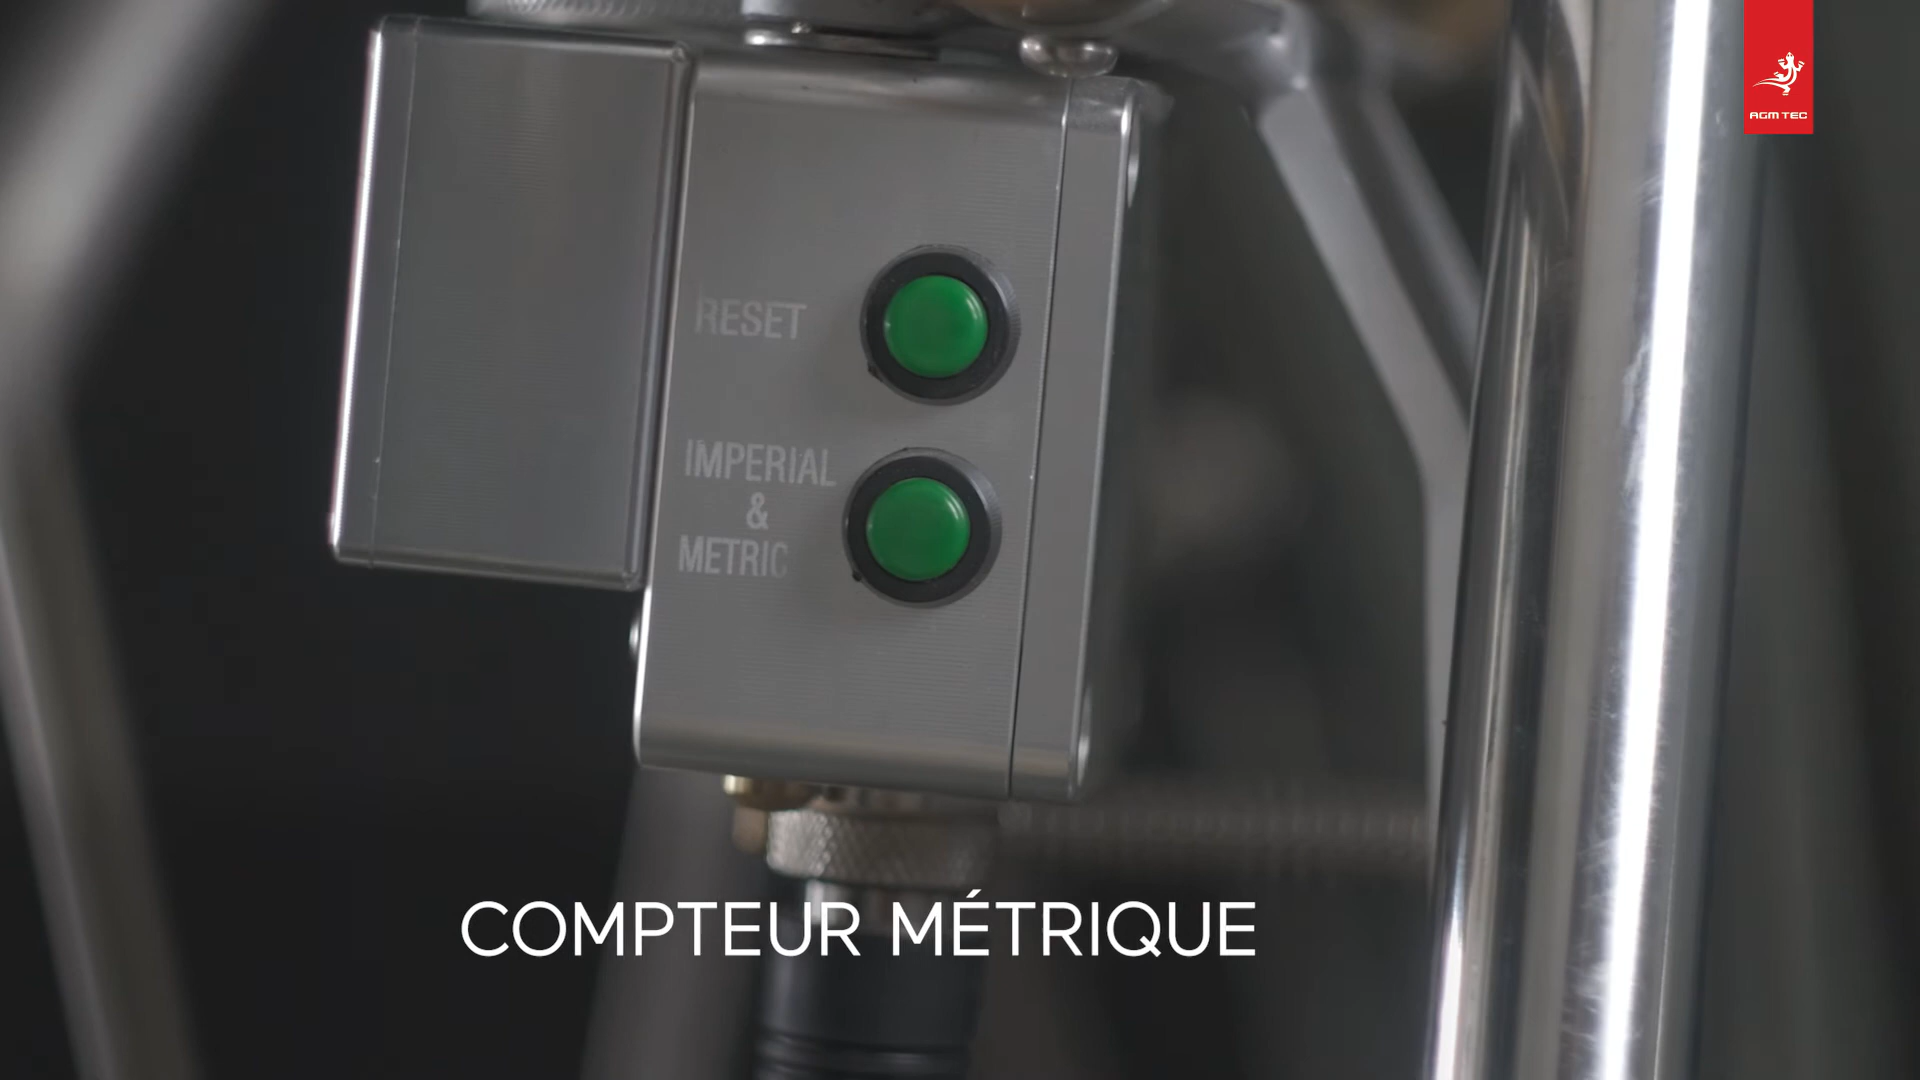 AGM TEC
RESET
IMPERIAL
&
METRIC
COMPTEUR MÉTRIQUE